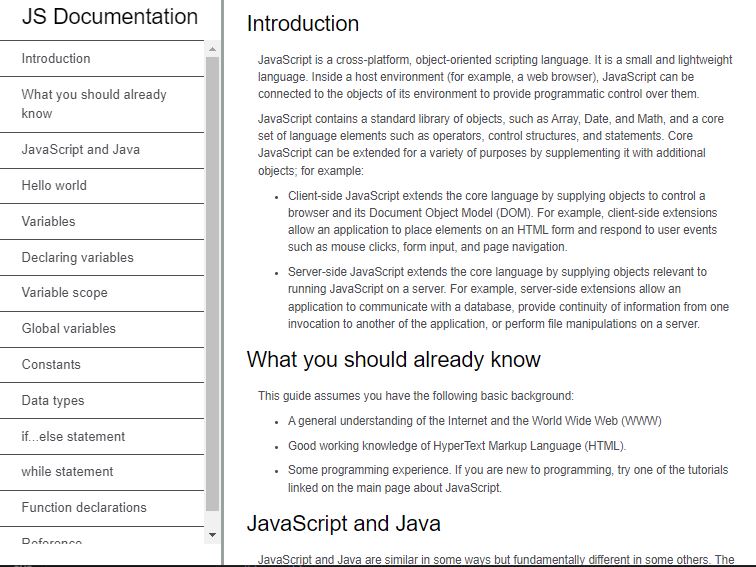 JS Documentation
Introduction
What you should already
know
JavaScript and Java
Hello world
Variables
Declaring variables
Variable scope
Global variables
Constants
Data types
if...else statement
while statement
Function declarations
Reference
Introduction
JavaScript is a cross-platform, object-oriented scripting language. It is a small and lightweight
language. Inside a host environment (for example, a web browser), JavaScript can be
connected to the objects of its environment to provide programmatic control over them.
JavaScript contains a standard library of objects, such as Array, Date, and Math, and a core
set of language elements such as operators, control structures, and statements. Core
JavaScript can be extended for a variety of purposes by supplementing it with additional
objects; for example:
• Client-side JavaScript extends the core language by supplying objects to control a
browser and its Document Object Model (DOM). For example, client-side extensions
allow an application to place elements on an HTML form and respond to user events
such as mouse clicks, form input, and page navigation.
• Server-side JavaScript extends the core language by supplying objects relevant to
running JavaScript on a server. For example, server-side extensions allow an
application to communicate with a database, provide continuity of information from one
invocation to another of the application, or perform file manipulations on a server.
What you should already know
This guide assumes you have the following basic background:
• A general understanding of the Internet and the World Wide Web (WWW)
• Good working knowledge of HyperText Markup Language (HTML).
• Some programming experience. If you are new to programming, try one of the tutorials
linked on the main page about JavaScript.
JavaScript and Java
JavaScript and Java are similar in some ways but fundamentally different in some others. The